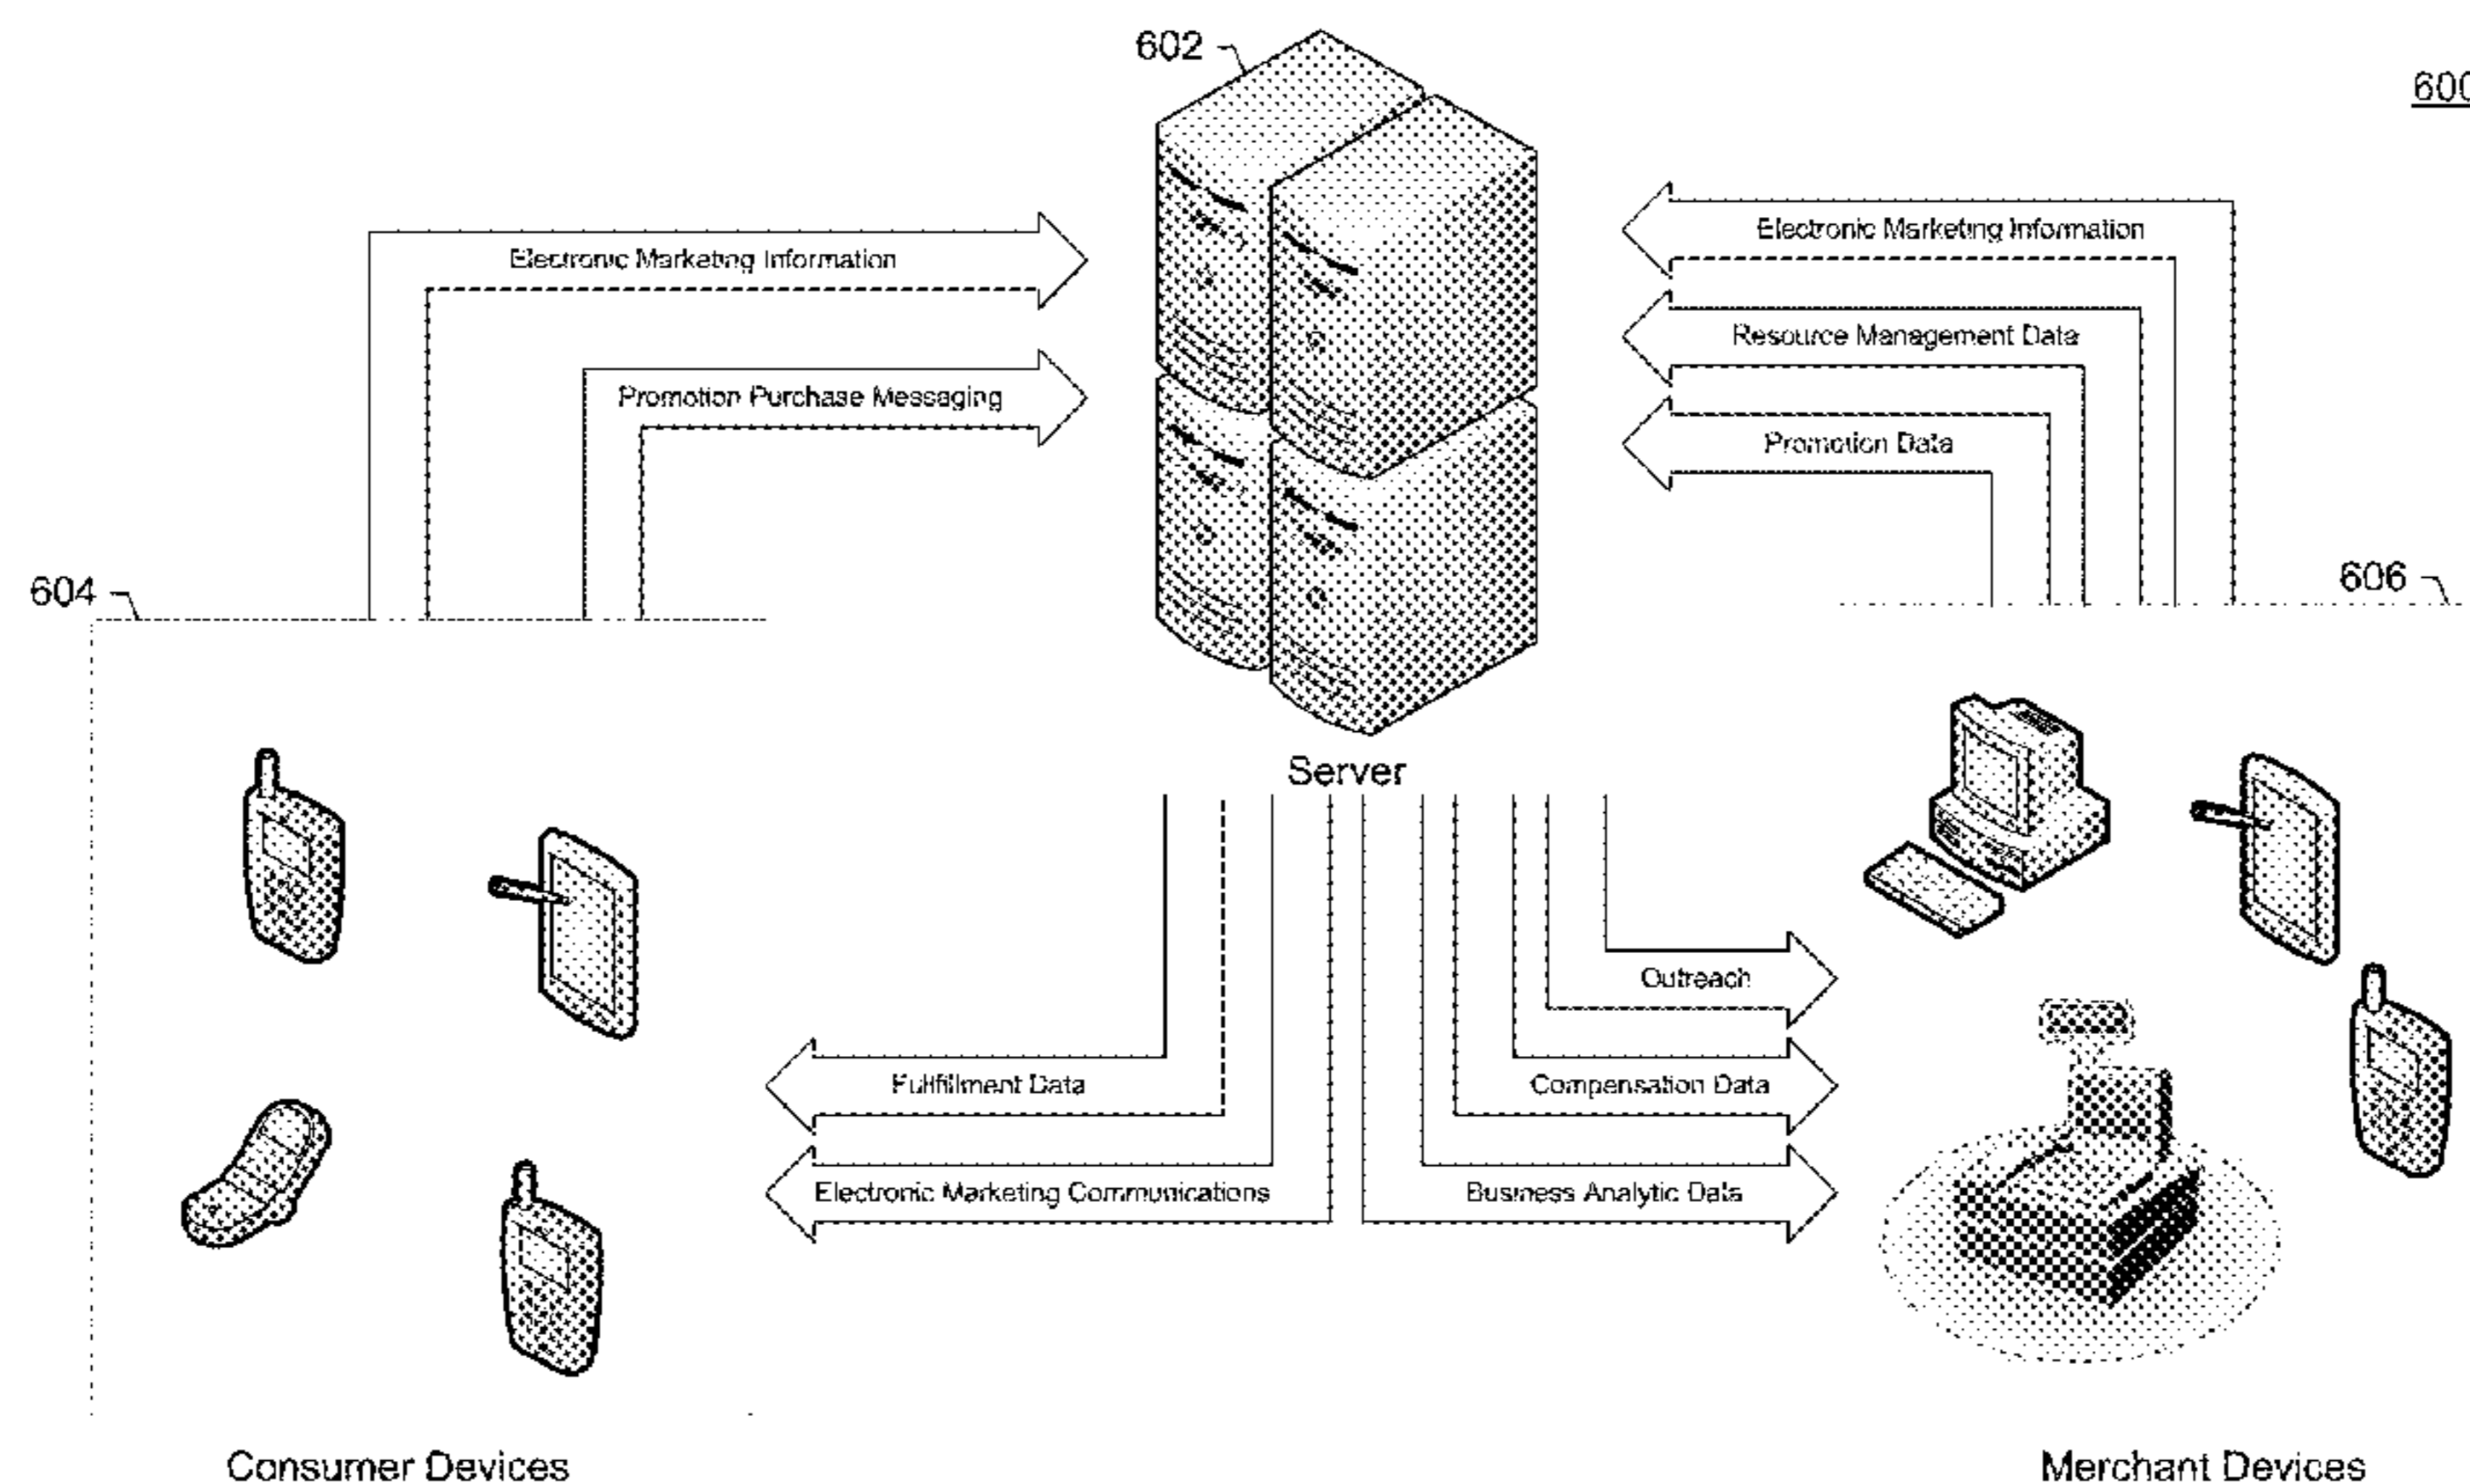 602
600
Electronic Marketing Information
Electronic Marketing Information
Resource Management Data
Promotion Purchase Messaging
Promotion Data
604
606
Server
Outreach
Fullfillment Data
Compensation Data
Electronic Marketing Communications
Business Analytic Data
Consumer Devices
Merchant Devices